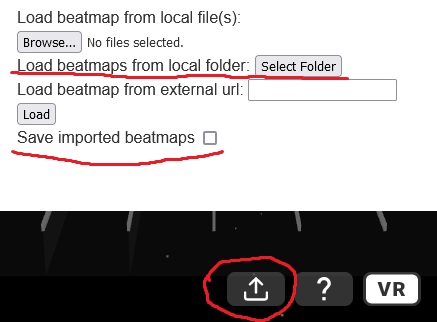 Load beatmap from local file(s):
Browse... No files selected.
Load beatmaps from local folder: Select Folder
Load beatmap from external url:
Load
Save imported beatmaps
? VR